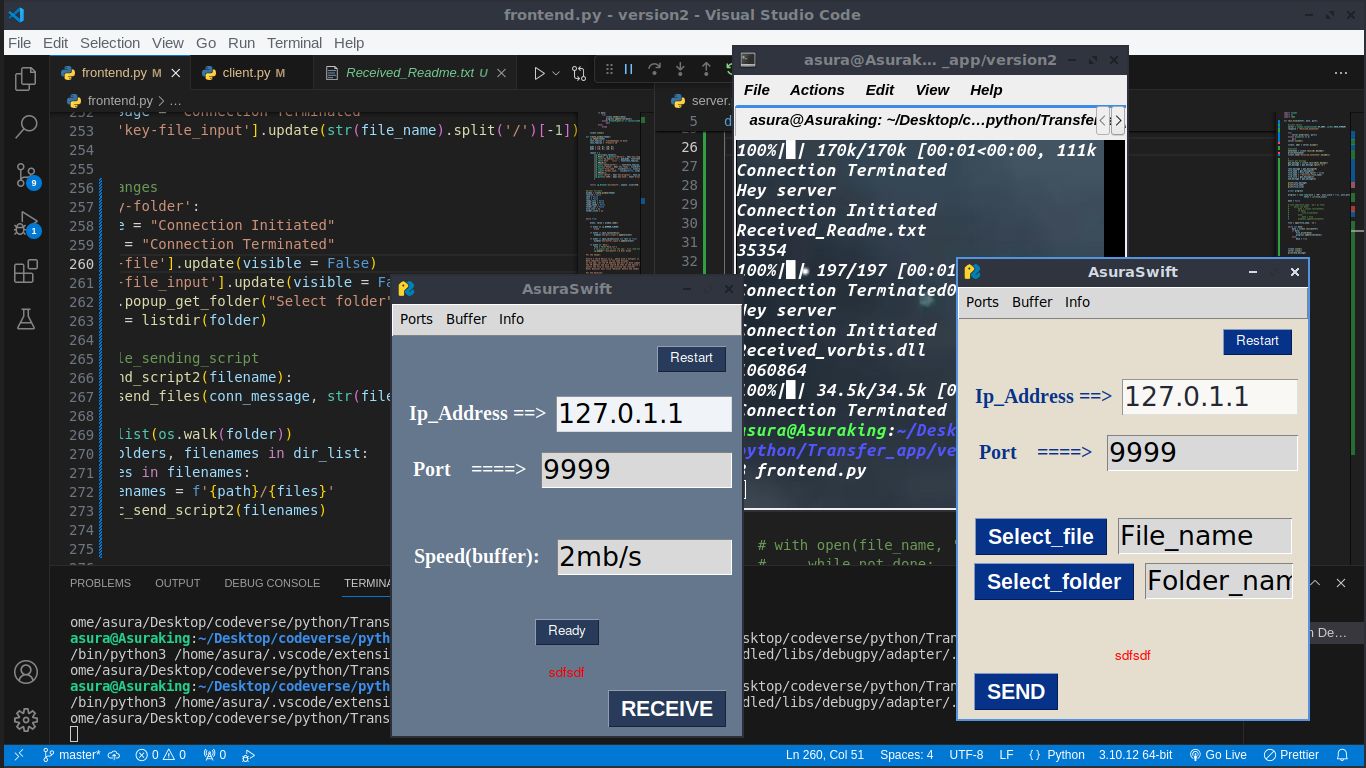 frontend.py - version2 - Visual Studio Code
File Edit Selection View Go Run Terminal Help
frontend.py M
client.py M
Received_Readme.txt U
frontend.py > ...
253 'key-file_input'].update(str(file_name).split('/')[-1])
254
255
256 anges
257 y-folder':
258 e = "Connection Initiated"
259 = "Connection Terminated"
260 -file'].update(visible = False)
261 -file_input'].update(visible = Fa
262 .popup_get_folder("Select folder"
263 = listdir(folder)
264
265 le_sending_script
266 nd_script2(filename):
267 send_files(conn_message, str(file
268
269 list(os.walk(folder))
270 olders, filenames in dir_list:
271 es in filenames:
272 enames = f'{path}/{files}'
273 c_send_script2(filenames)
274
275
server.
5 d
26
27
28
29
30
31
32
# with open(file_name, '
# while not done:
asura@Asurak… _app/version2
File Actions Edit View Help
asura@Asuraking: ~/Desktop/c…python/Transfer
100%| | 170k/170k [00:01<00:00, 111k
Connection Terminated
Hey server
Connection Initiated
Received_Readme.txt
35354
100%| | 197/197 [00:01
Connection Terminated0
Hey server
Connection Initiated
Received_vorbis.dll
1060864
100%| | 34.5k/34.5k [0
Connection Terminated
asura@Asuraking:~/Desk
python/Transfer_app/ve
3 frontend.py
AsuraSwift
Ports Buffer Info
Restart
Ip_Address ==> 127.0.1.1
Port ====> 9999
Speed(buffer): 2mb/s
Ready
sdfsdf
RECEIVE
AsuraSwift
Ports Buffer Info
Restart
Ip_Address ==> 127.0.1.1
Port ====> 9999
Select_file File_name
Select_folder Folder_nam
sdfsdf
SEND
PROBLEMS OUTPUT DEBUG CONSOLE TERMINA
ome/asura/Desktop/codeverse/python/Trans
asura@Asuraking:~/Desktop/codeverse/pyth
/bin/python3 /home/asura/.vscode/extensi
ome/asura/Desktop/codeverse/python/Trans
asura@Asuraking:~/Desktop/codeverse/pyth
/bin/python3 /home/asura/.vscode/extensi
ome/asura/Desktop/codeverse/python/Trans
sktop/codeverse/python/Tran
dled/libs/debugpy/adapter/.
sktop/codeverse/python/Tran
dled/libs/debugpy/adapter/.
n De...
9
1
master* 0 0 0 Ln 260, Col 51 Spaces: 4 UTF-8 LF Python 3.10.12 64-bit Go Live Prettier